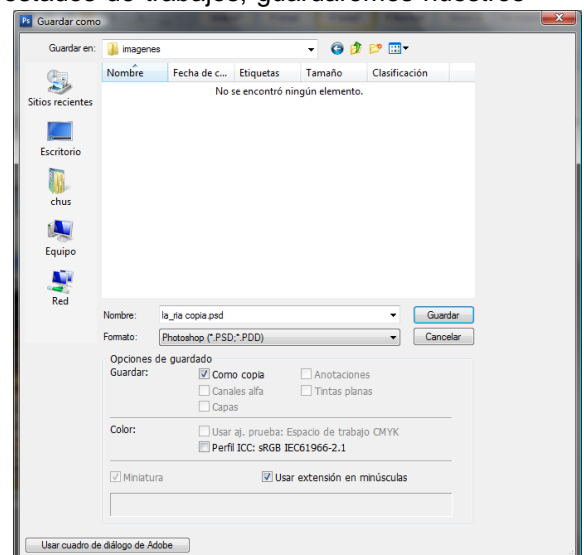 estados de trabajos, guardaremos nuestros
Ps Guardar como
Guardar en: imagenes
Nombre Fecha de c... Etiquetas Tamaño Clasificación
No se encontró ningún elemento.
Sitios recientes
Escritorio
chus
Equipo
Red
Nombre: la_ria copia.psd Guardar
Formato: Photoshop (*.PSD;*.PDD) Cancelar
Opciones de guardado
Guardar: Como copia Anotaciones
Canales alfa Tintas planas
Capas
Color: Usar aj. prueba: Espacio de trabajo CMYK
Perfil ICC: sRGB IEC61966-2.1
Miniatura Usar extensión en minúsculas
Usar cuadro de diálogo de Adobe